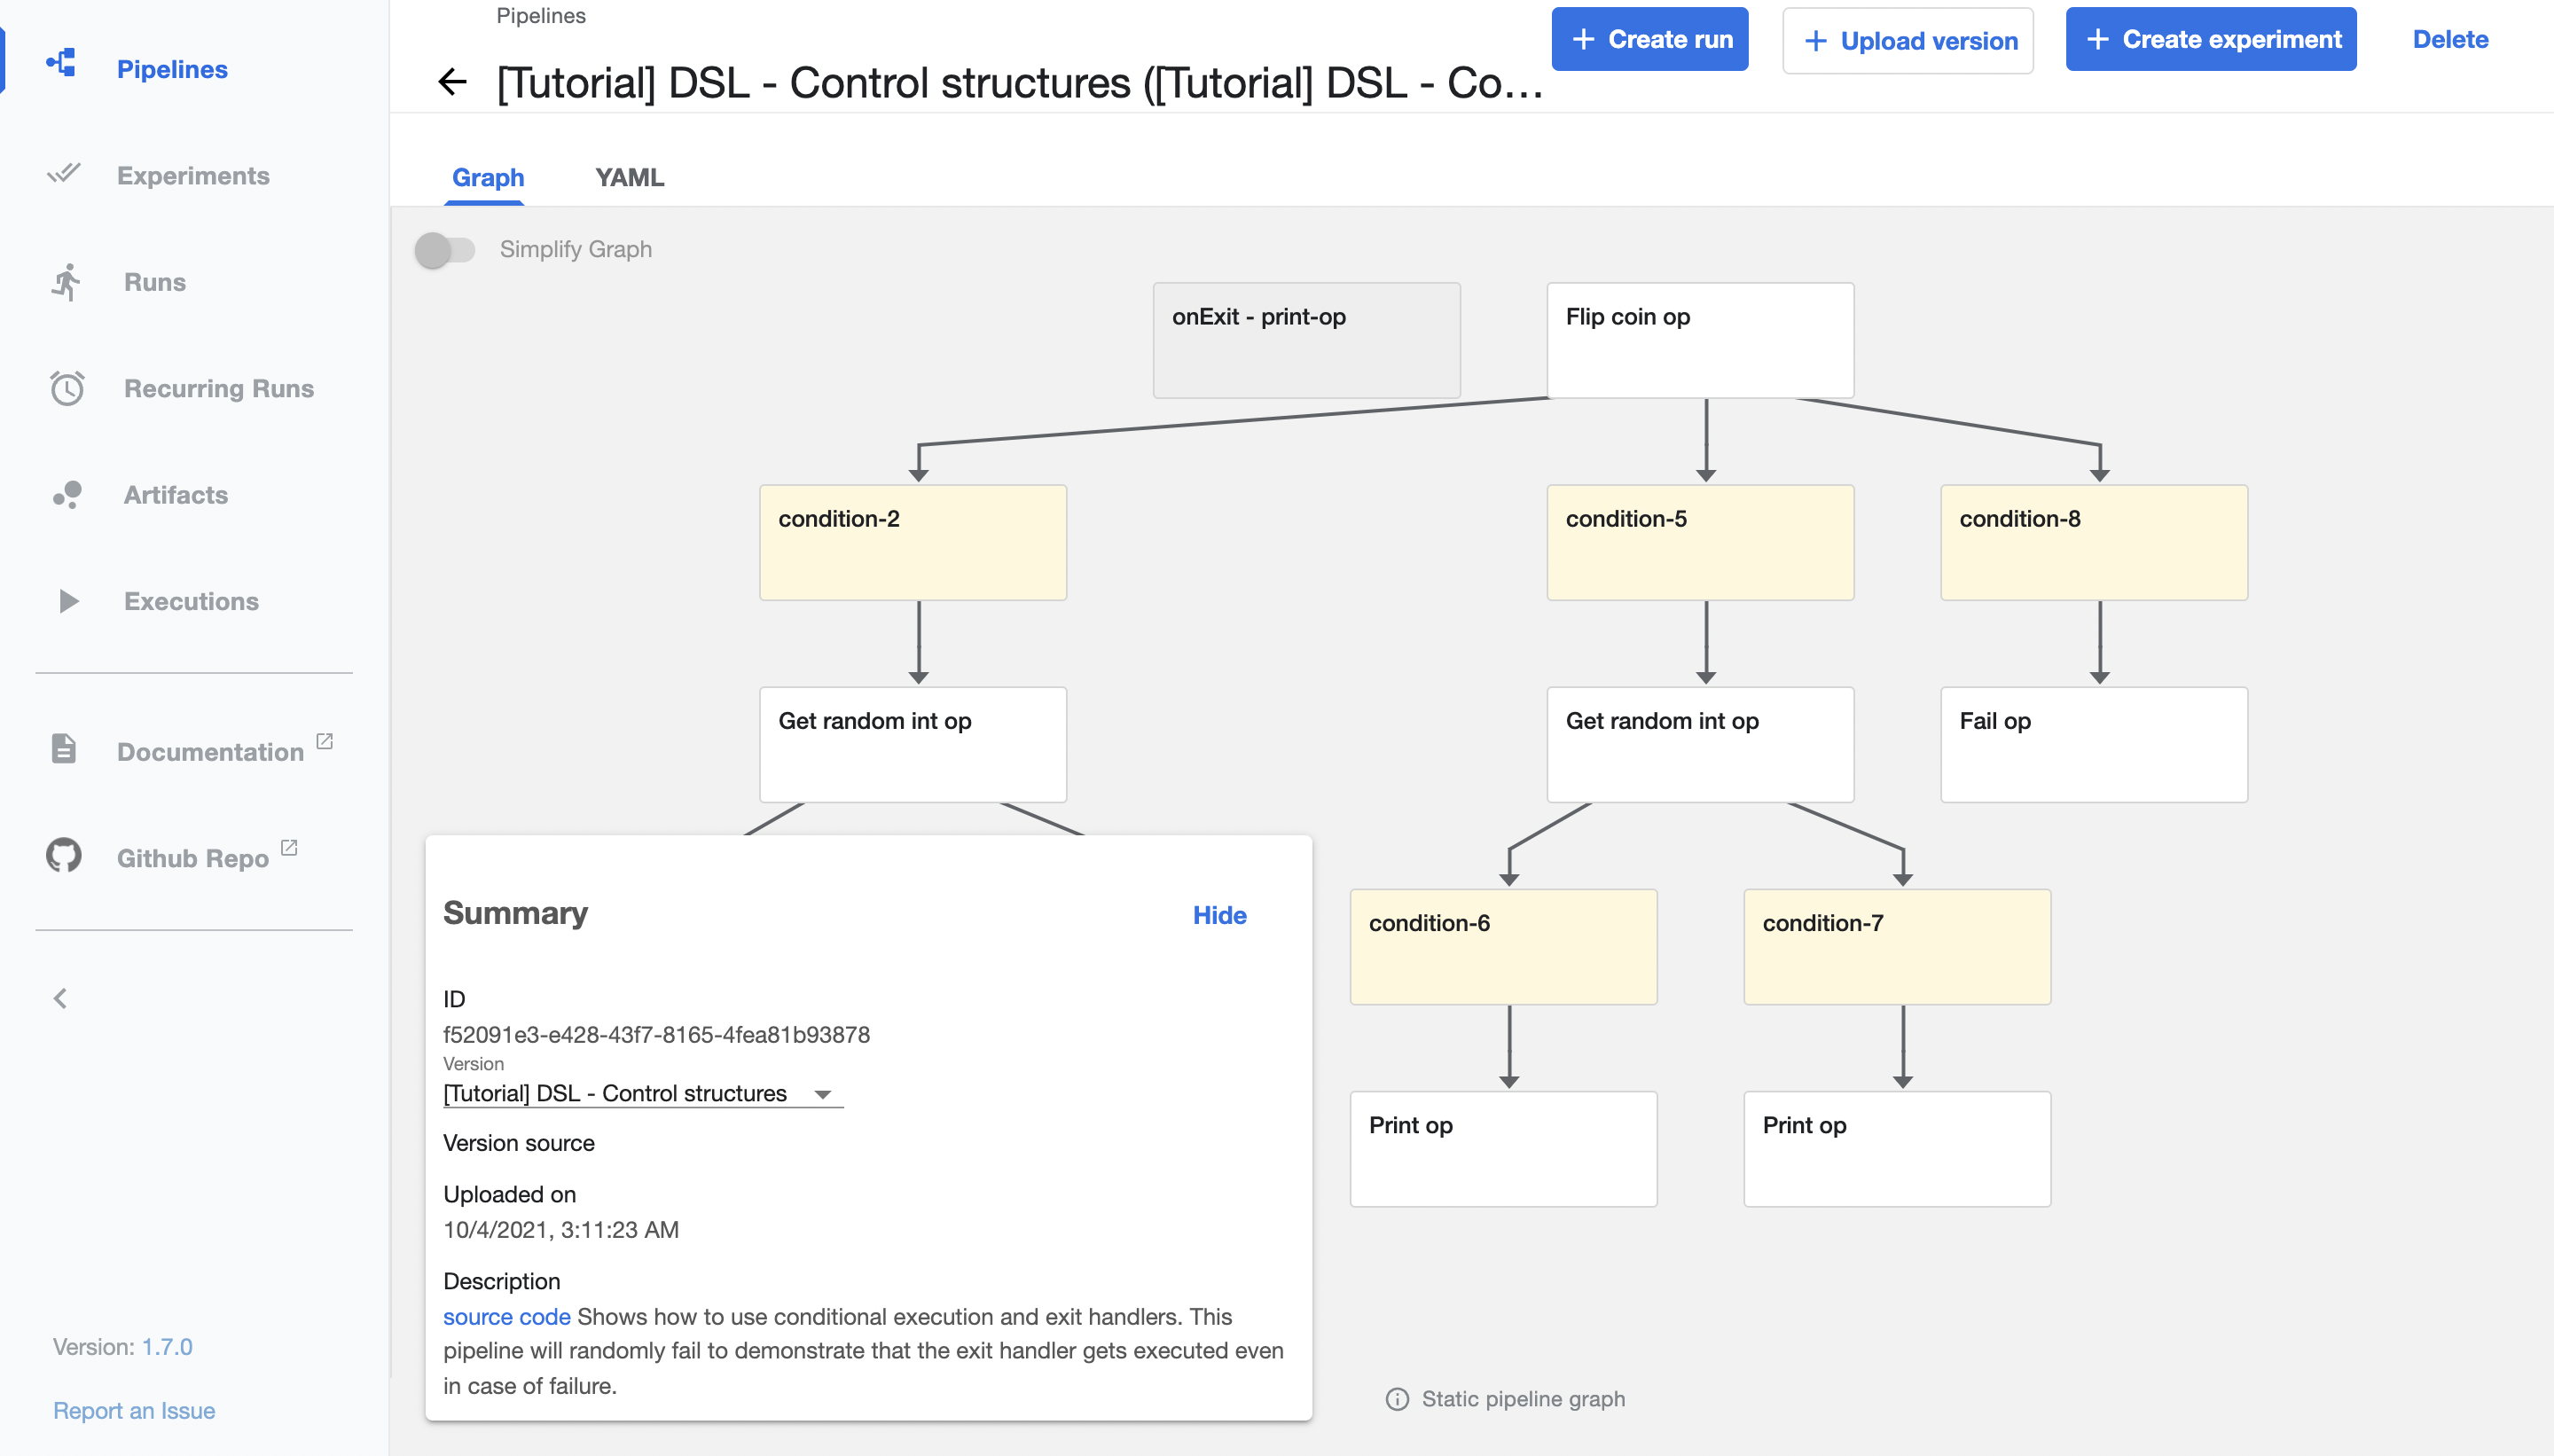 Pipelines
Experiments
Runs
Recurring Runs
Artifacts
Executions
Documentation
Github Repo
Version: 1.7.0
Report an Issue
Pipelines
[Tutorial] DSL - Control structures ([Tutorial] DSL - Co...
+ Create run
+ Upload version
+ Create experiment
Delete
Graph
YAML
Simplify Graph
onExit - print-op
Flip coin op
condition-2
condition-5
condition-8
Get random int op
Get random int op
Fail op
condition-6
condition-7
Print op
Print op
Summary
Hide
ID
f52091e3-e428-43f7-8165-4fea81b93878
Version
[Tutorial] DSL - Control structures
Version source
Uploaded on
10/4/2021, 3:11:23 AM
Description
source code Shows how to use conditional execution and exit handlers. This
pipeline will randomly fail to demonstrate that the exit handler gets executed even
in case of failure.
Static pipeline graph